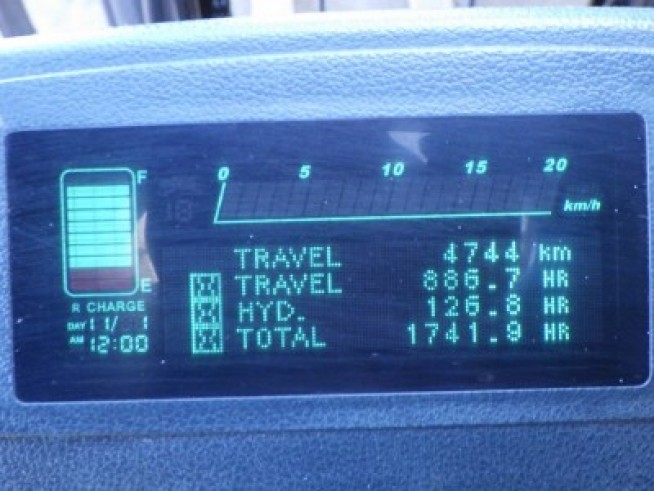 F
0 5 10 15 20
km/h
E
R CHARGE
DAY 11/ 1
AM 12:00
TRAVEL 4744 km
TRAVEL 886.7 HR
HYD. 126.8 HR
TOTAL 1741.9 HR